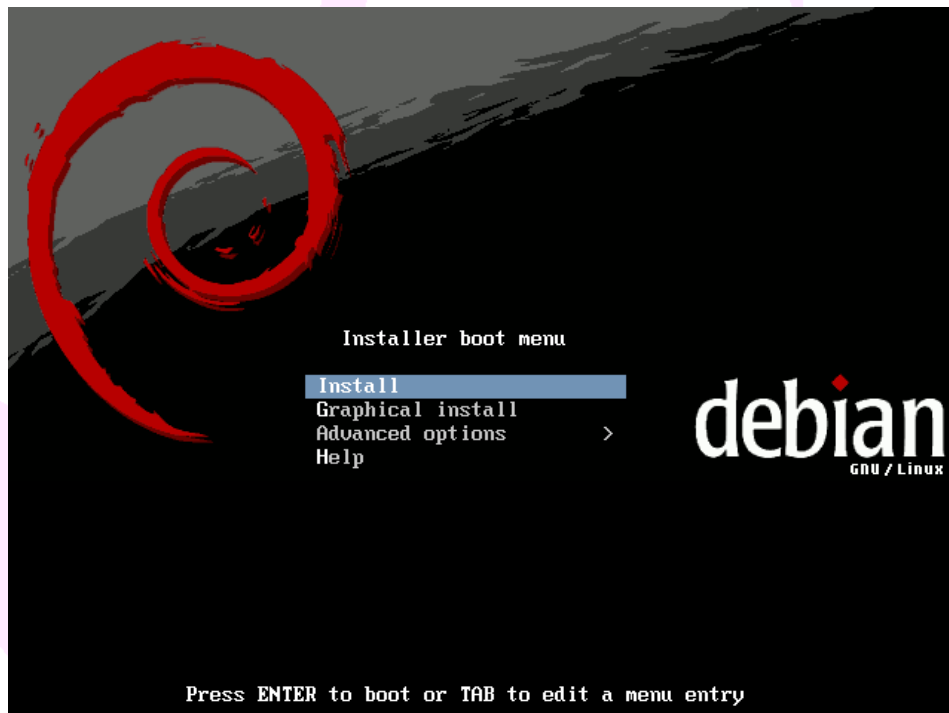 Installer boot menu
Install
Graphical install
Advanced options >
Help
debian
GNU / Linux
Press ENTER to boot or TAB to edit a menu entry